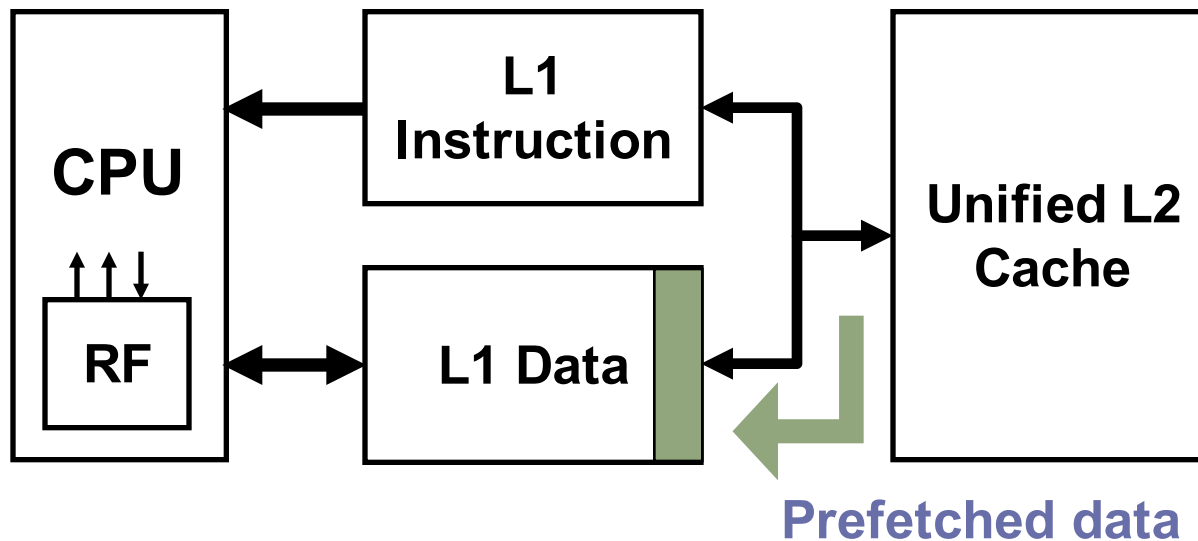 CPU
RF
L1
Instruction
L1 Data
Unified L2
Cache
Prefetched data